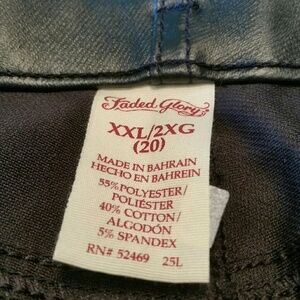 Faded Glory
XXL/2XG
(20)
MADE IN BAHRAIN
HECHO EN BAHREIN
55% POLYESTER/
POLIÉSTER
40% COTTON/
ALGODÓN
5% SPANDEX
RN# 52469 25L